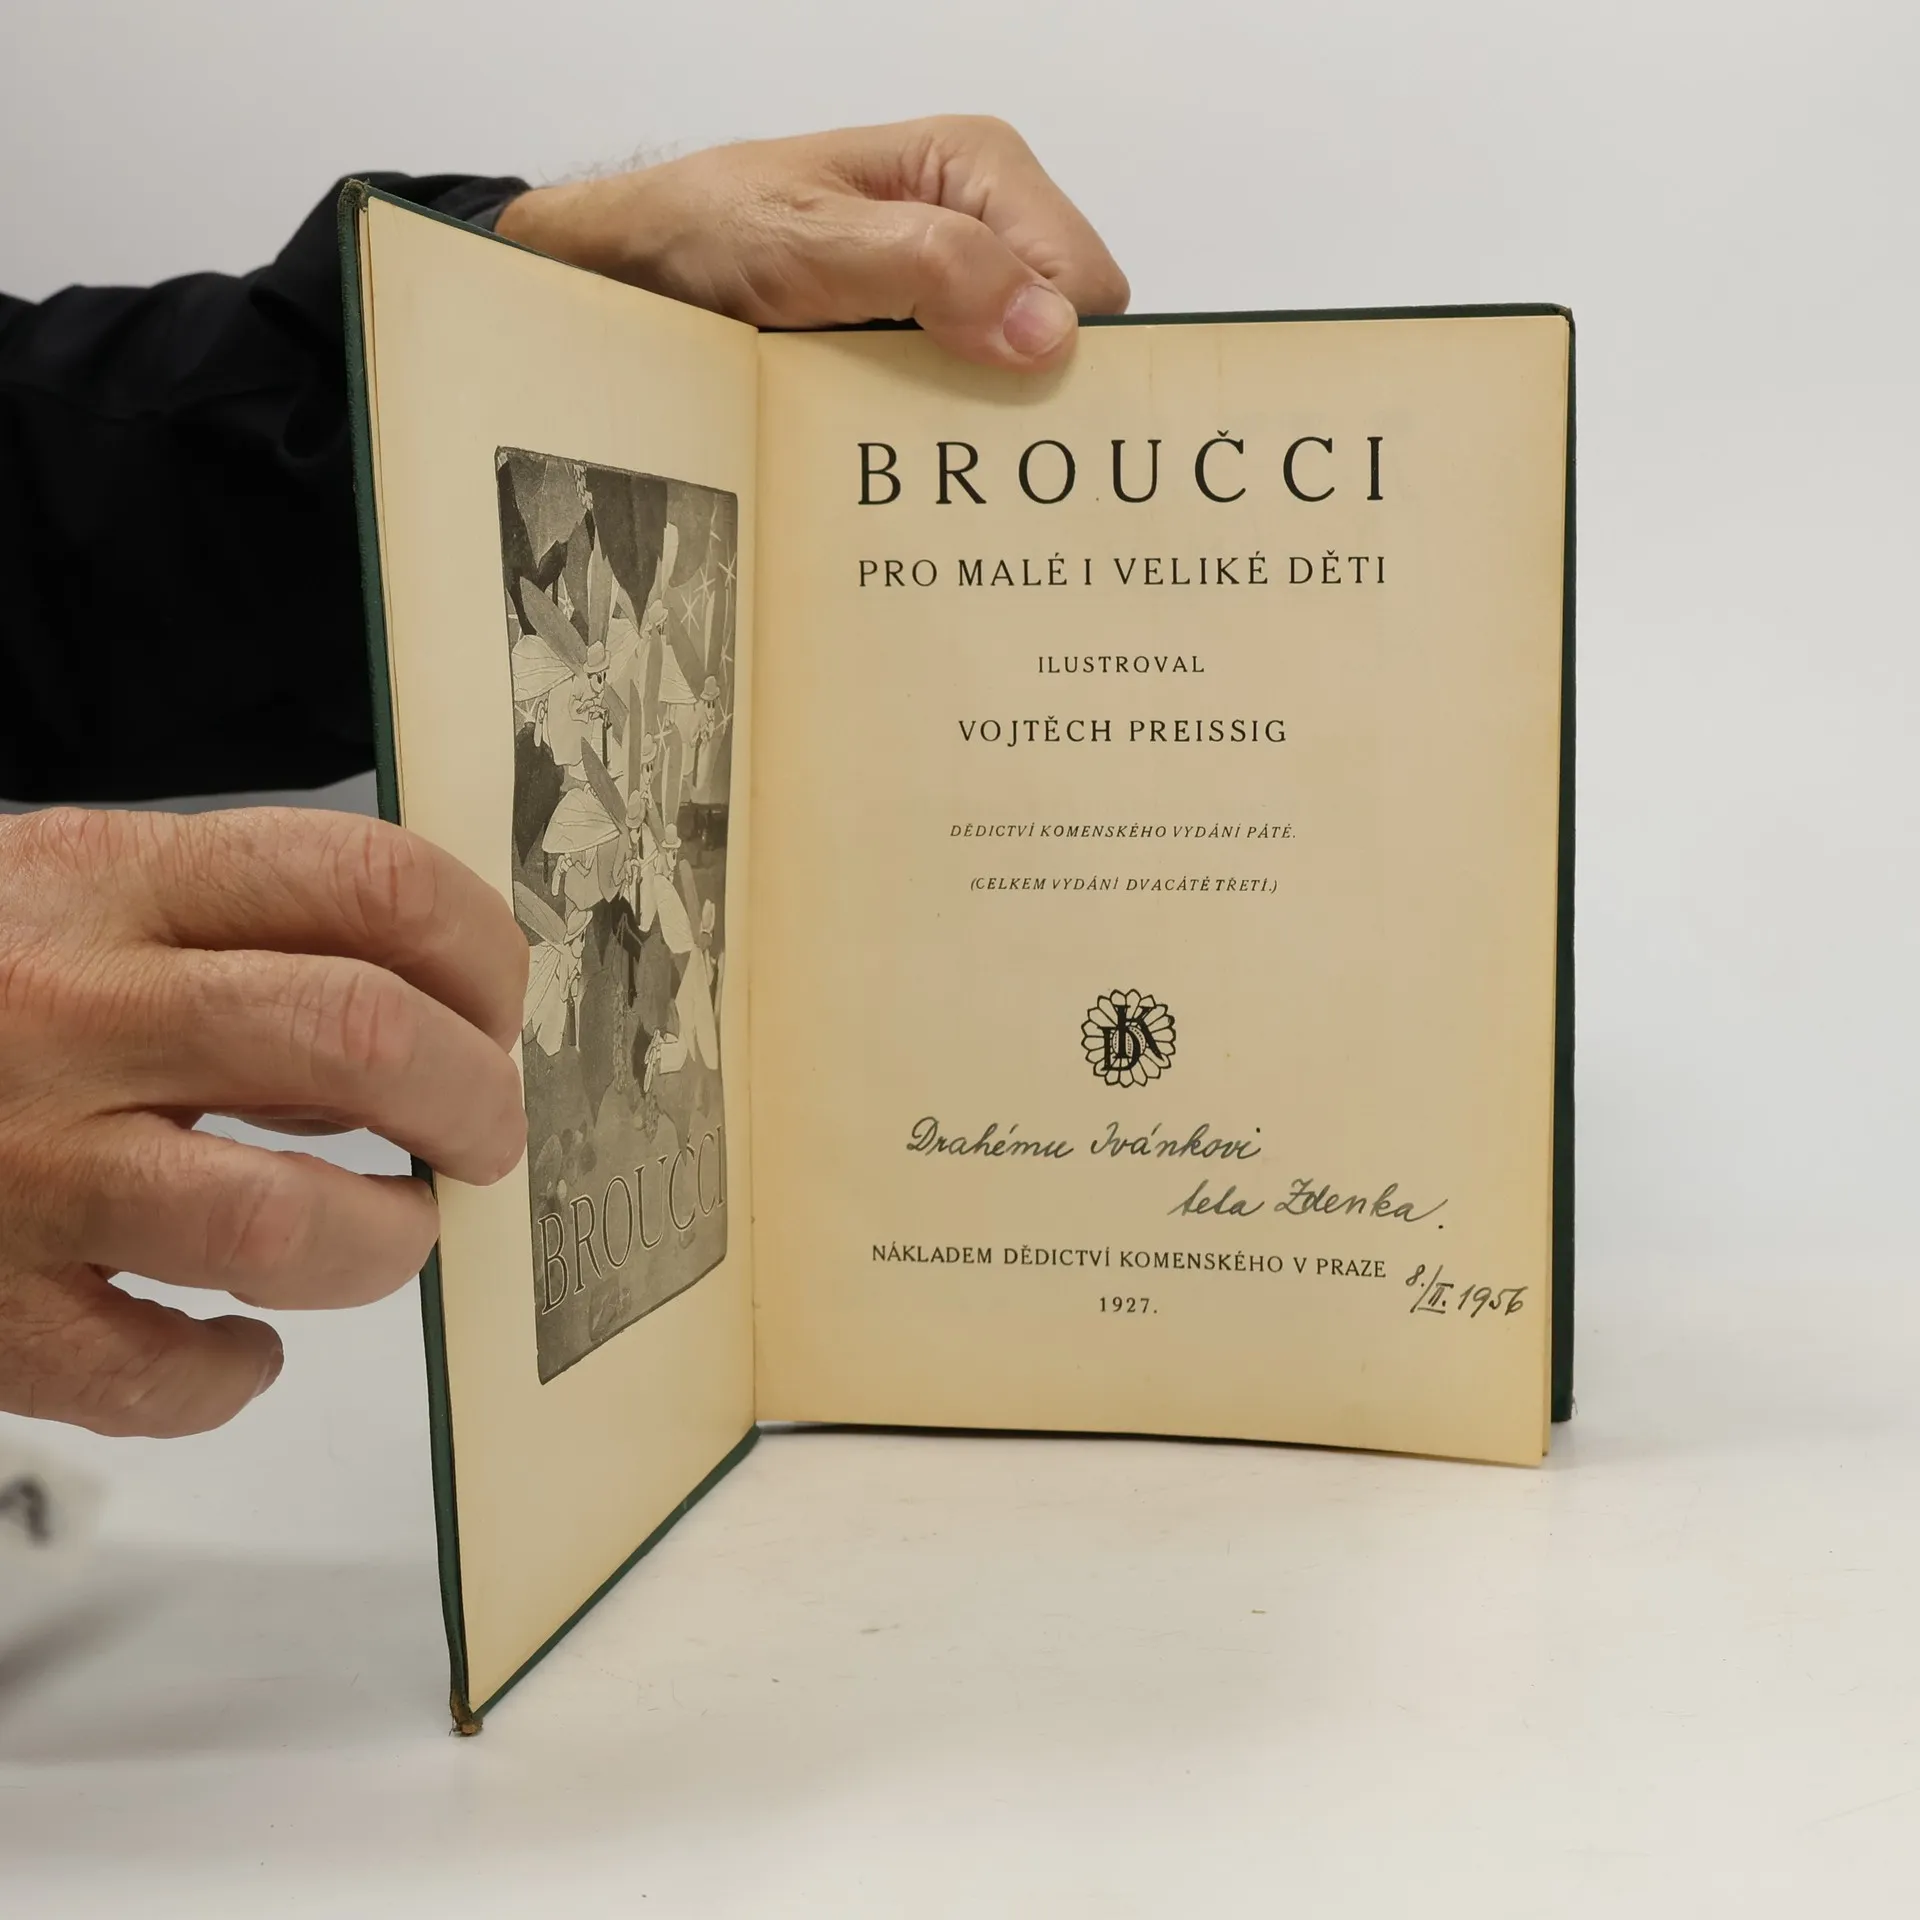 BROUČCI
BROUČCI
PRO MALÉ I VELIKÉ DĚTI
ILUSTROVAL
VOJTĚCH PREISSIG
DĚDICTVÍ KOMENSKÉHO VYDÁNÍ PÁTÉ.
(CELKEM VYDÁNÍ DVACÁTÉ TŘETÍ.)
DK
Drahému Ivánkovi
teta Zdenka.
NÁKLADEM DĚDICTVÍ KOMENSKÉHO V PRAZE
8./II. 1956
1927.